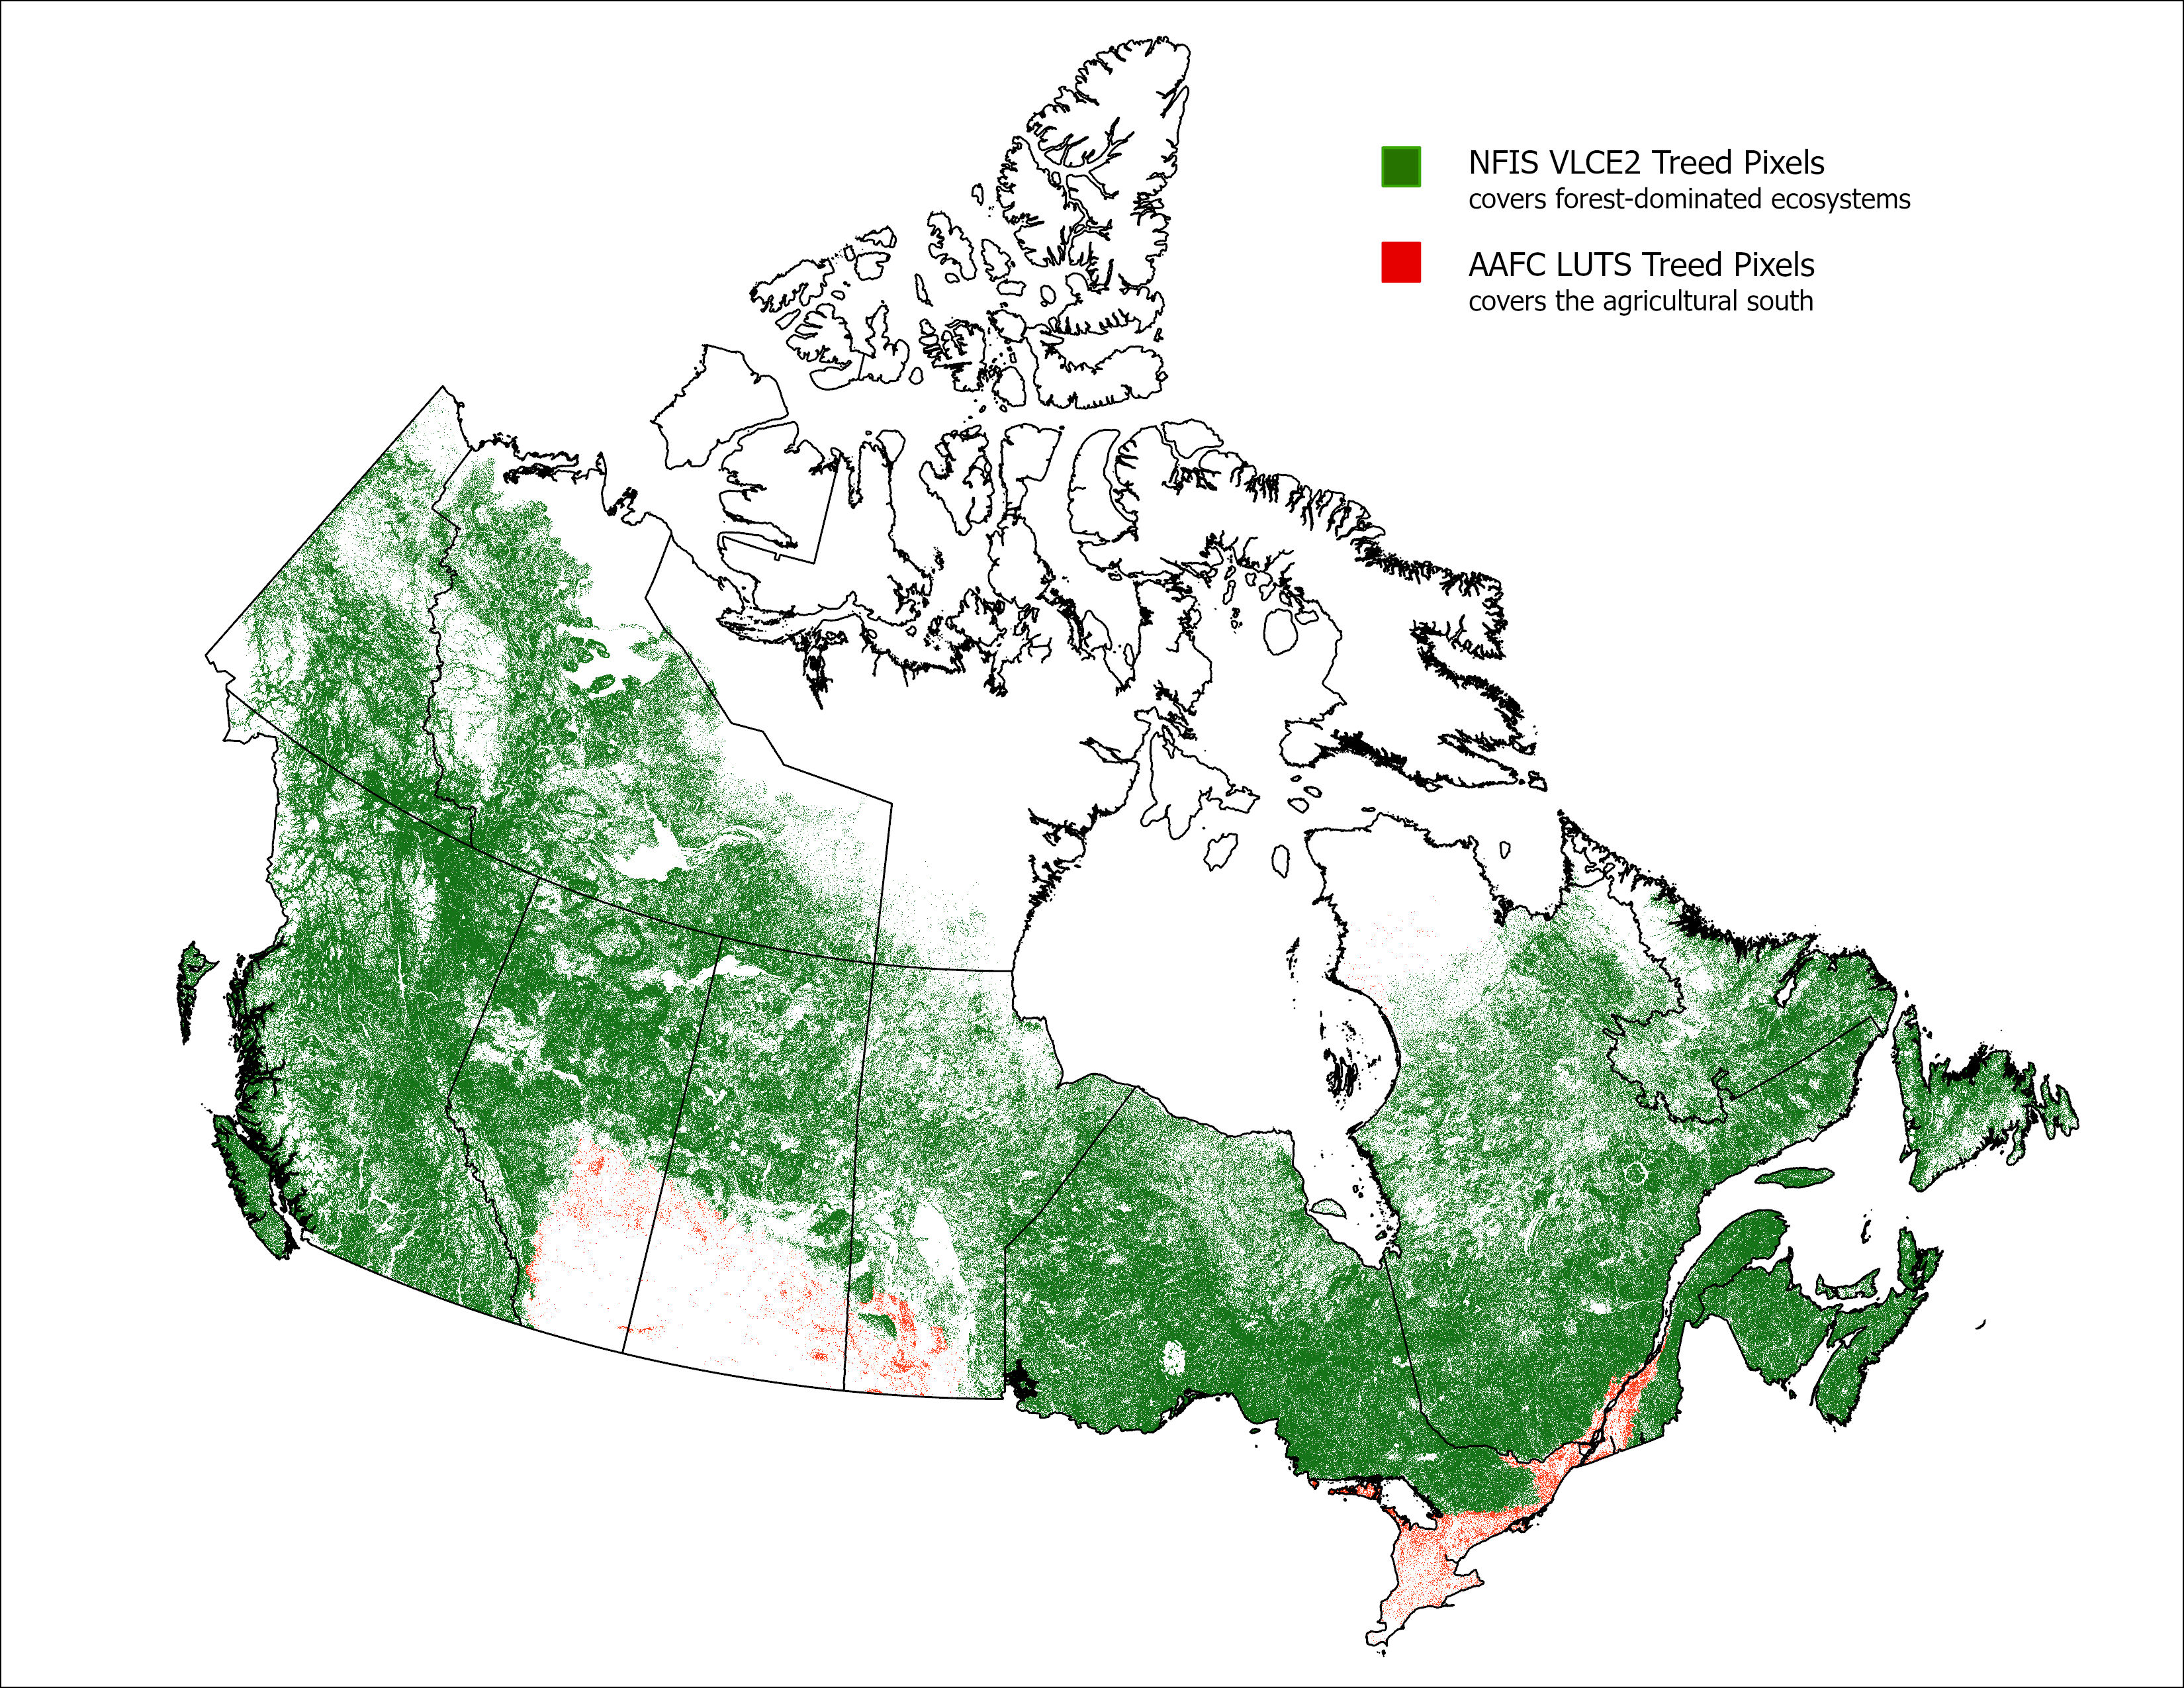 NFIS VLCE2 Treed Pixels
covers forest-dominated ecosystems
AAFC LUTS Treed Pixels
covers the agricultural south